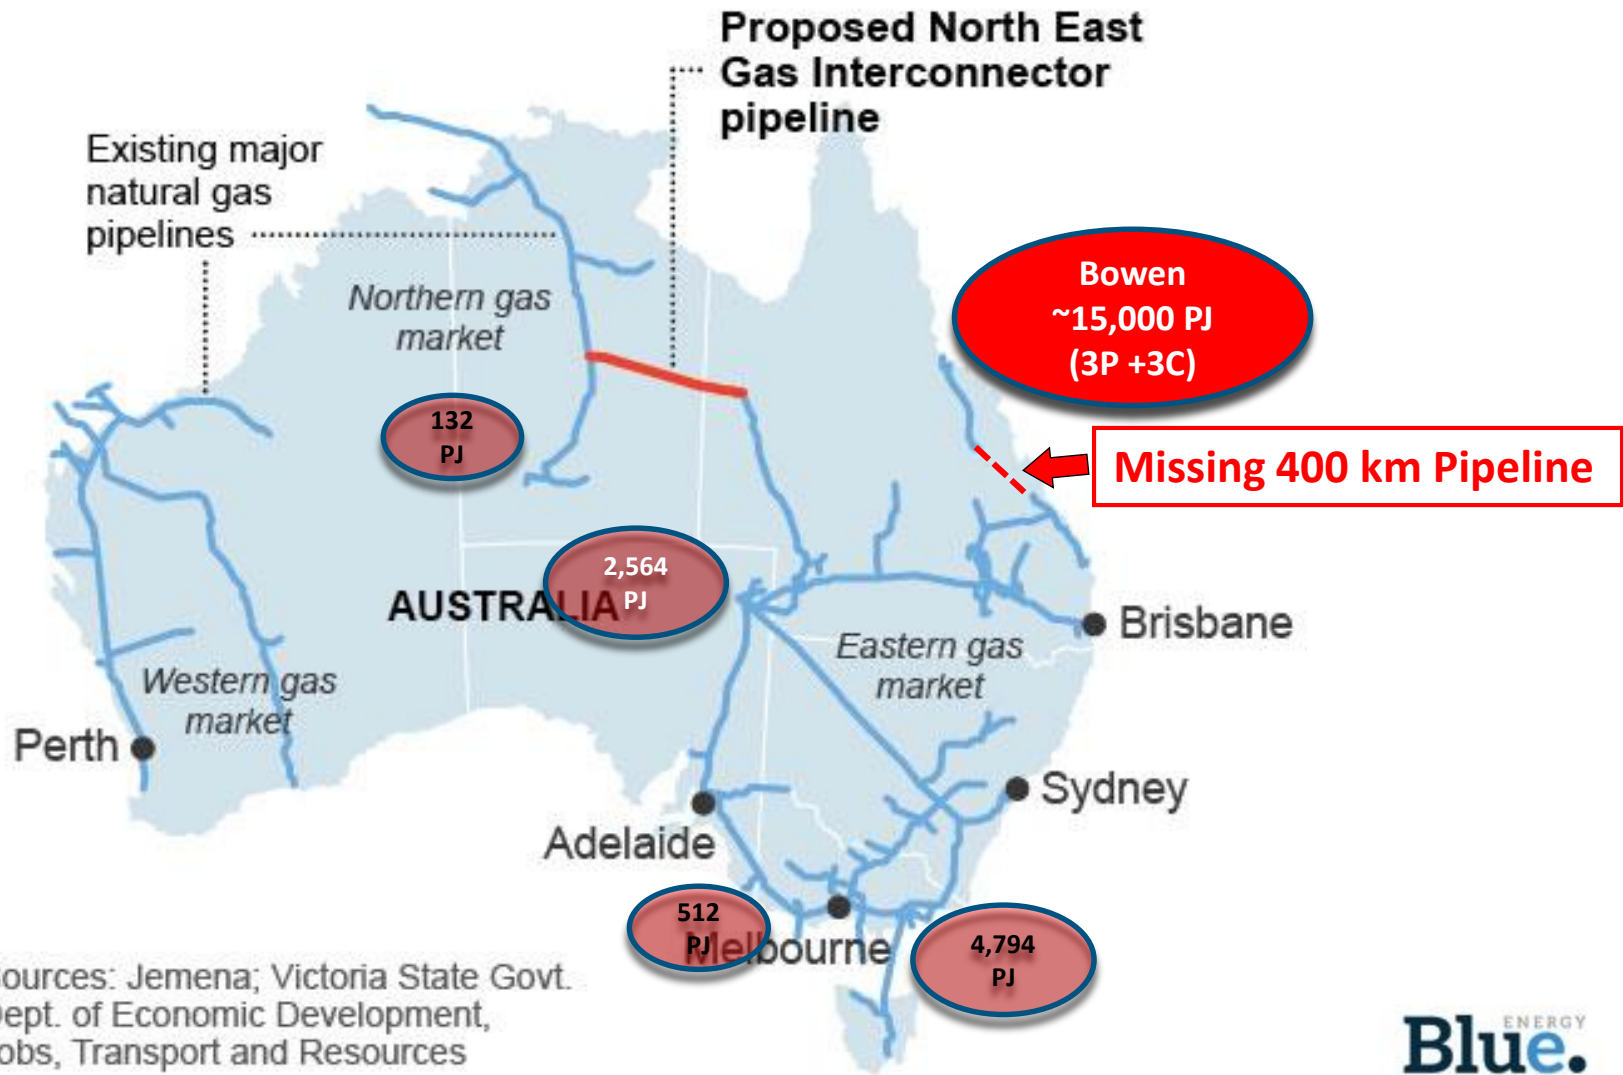 Proposed North East
Gas Interconnector
pipeline
Existing major
natural gas
pipelines
Northern gas
market
Bowen
~15,000 PJ
(3P +3C)
132
PJ
Missing 400 km Pipeline
2,564
PJ
AUSTRALIA
Brisbane
Eastern gas
market
Western gas
market
Perth
Sydney
Adelaide
512
PJ
Melbourne
4,794
PJ
ources: Jemena; Victoria State Govt.
Dept. of Economic Development,
obs, Transport and Resources
ENERGY
Blue.